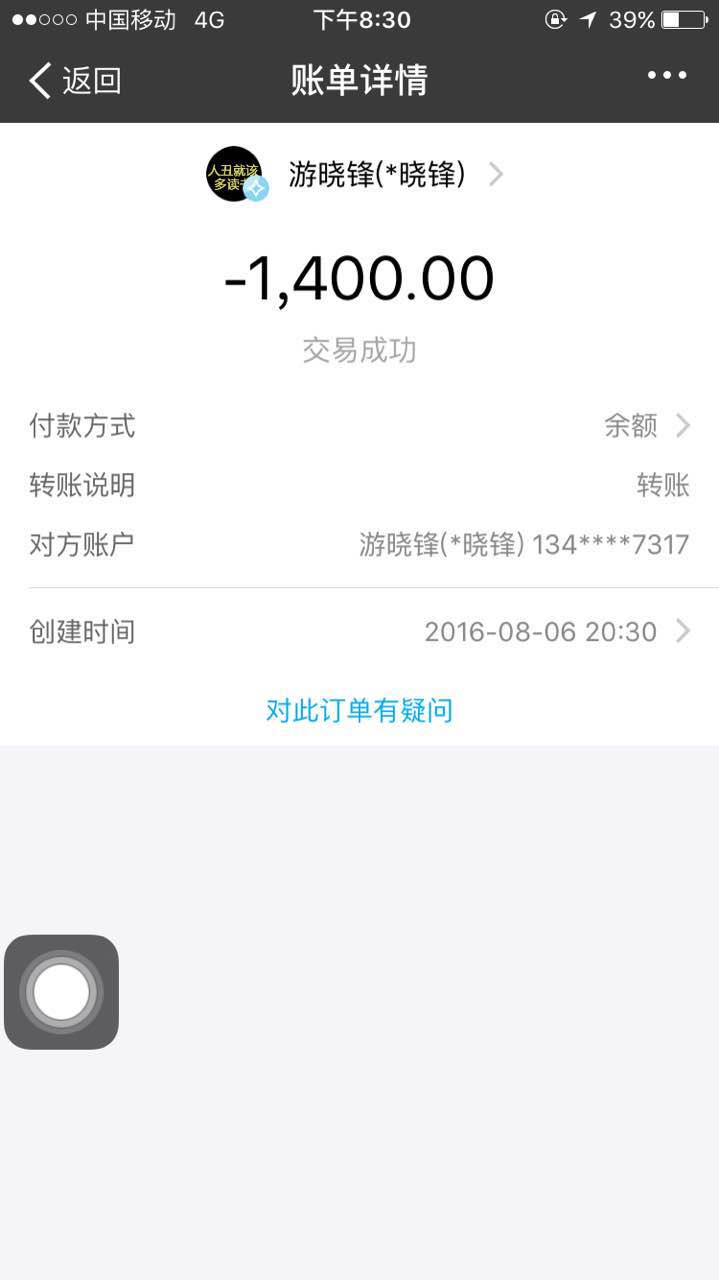 中国移动 4G 下午8:30 39%
返回 账单详情
人丑就该
多读
游晓锋(*晓锋)
-1,400.00
交易成功
付款方式 余额
转账说明 转账
对方账户 游晓锋(*晓锋) 134****7317
创建时间 2016-08-06 20:30
对此订单有疑问